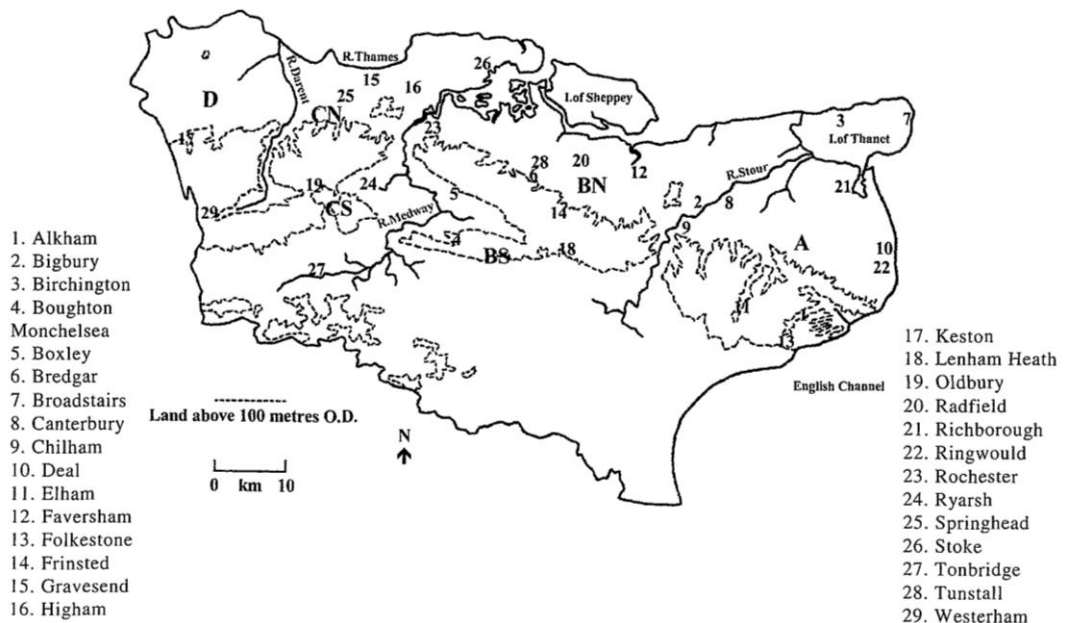 R.Thames
26
15
16
I.of Sheppey
D
R.Darent
25
CN
3
7
I.of Thanet
23
17
28
20
6
BN
12
R.Stour
21
19
24
5
2
8
CS
14
29
R.Medway
9
A
BS
18
10
22
27
11
1
13
English Channel
Land above 100 metres O.D.
N
0 km 10
1. Alkham
2. Bigbury
3. Birchington
4. Boughton
Monchelsea
5. Boxley
6. Bredgar
7. Broadstairs
8. Canterbury
9. Chilham
10. Deal
11. Elham
12. Faversham
13. Folkestone
14. Frinsted
15. Gravesend
16. Higham
17. Keston
18. Lenham Heath
19. Oldbury
20. Radfield
21. Richborough
22. Ringwould
23. Rochester
24. Ryarsh
25. Springhead
26. Stoke
27. Tonbridge
28. Tunstall
29. Westerham